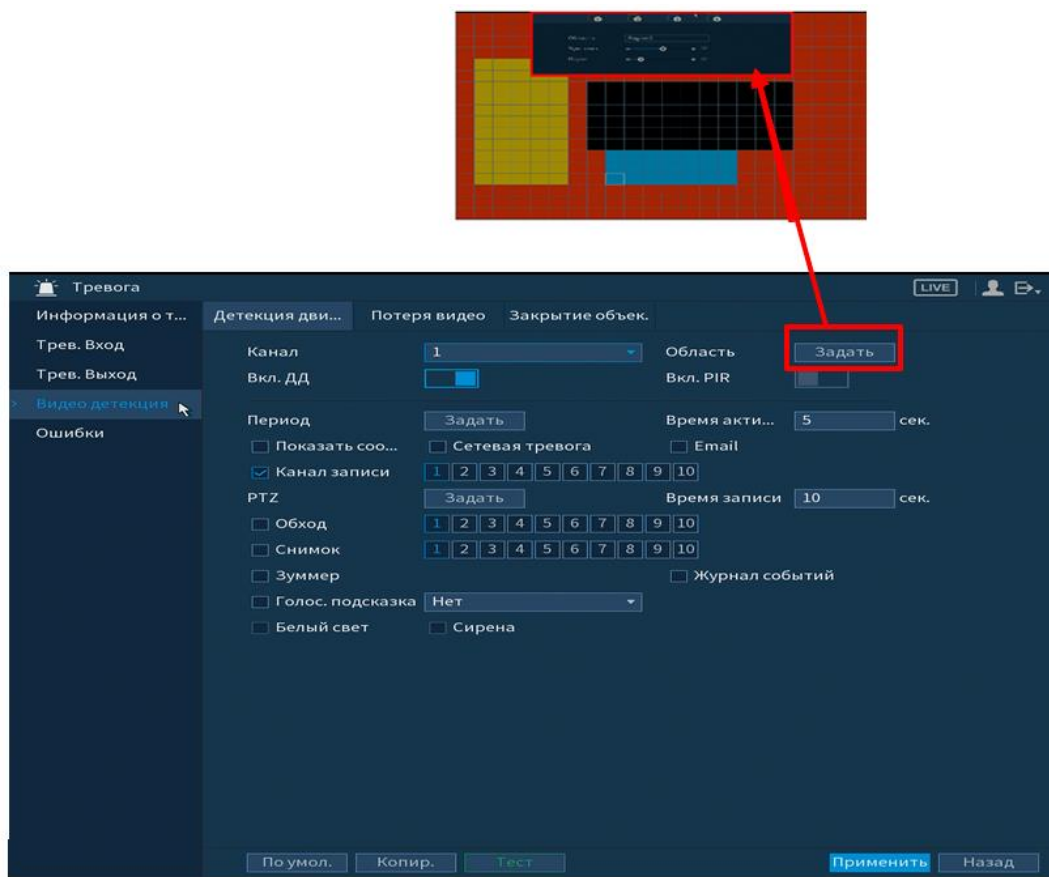 Область
Тревога LIVE
Информация о т... Детекция дви... Потеря видео Закрытие объек.
Трев. Вход
Трев. Выход
Видео детекция
Ошибки
Канал 1 Область Задать
Вкл. ДД Вкл. PIR
Период Задать Время акти... 5 сек.
Показать соо... Сетевая тревога Email
Канал записи 1 2 3 4 5 6 7 8 9 10
PTZ Задать Время записи 10 сек.
Обход 1 2 3 4 5 6 7 8 9 10
Снимок 1 2 3 4 5 6 7 8 9 10
Зуммер Журнал событий
Голос. подсказка Нет
Белый свет Сирена
По умол. Копир. Тест Применить Назад